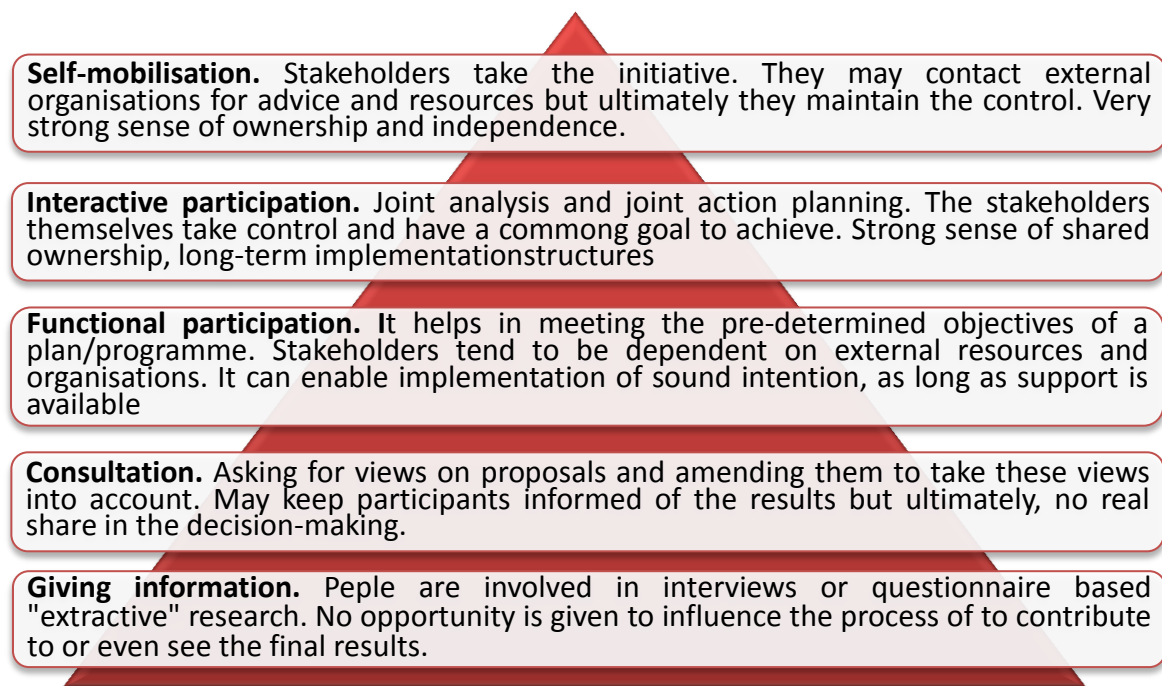 Self-mobilisation. Stakeholders take the initiative. They may contact external
organisations for advice and resources but ultimately they maintain the control. Very
strong sense of ownership and independence.
Interactive participation. Joint analysis and joint action planning. The stakeholders
themselves take control and have a commong goal to achieve. Strong sense of shared
ownership, long-term implementationstructures
Functional participation. It helps in meeting the pre-determined objectives of a
plan/programme. Stakeholders tend to be dependent on external resources and
organisations. It can enable implementation of sound intention, as long as support is
available
Consultation. Asking for views on proposals and amending them to take these views
into account. May keep participants informed of the results but ultimately, no real
share in the decision-making.
Giving information. Peple are involved in interviews or questionnaire based
"extractive" research. No opportunity is given to influence the process of to contribute
to or even see the final results.